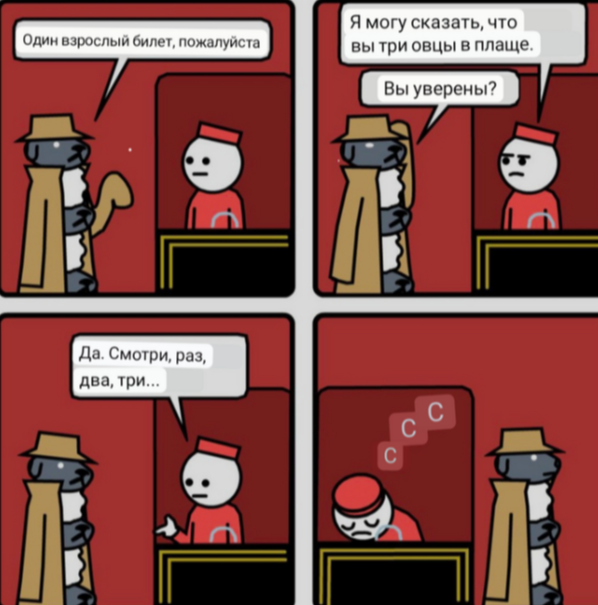 Один взрослый билет, пожалуйста
Я могу сказать, что
вы три овцы в плаще.
Вы уверены?
Да. Смотри, раз,
два, три...
С
С
С